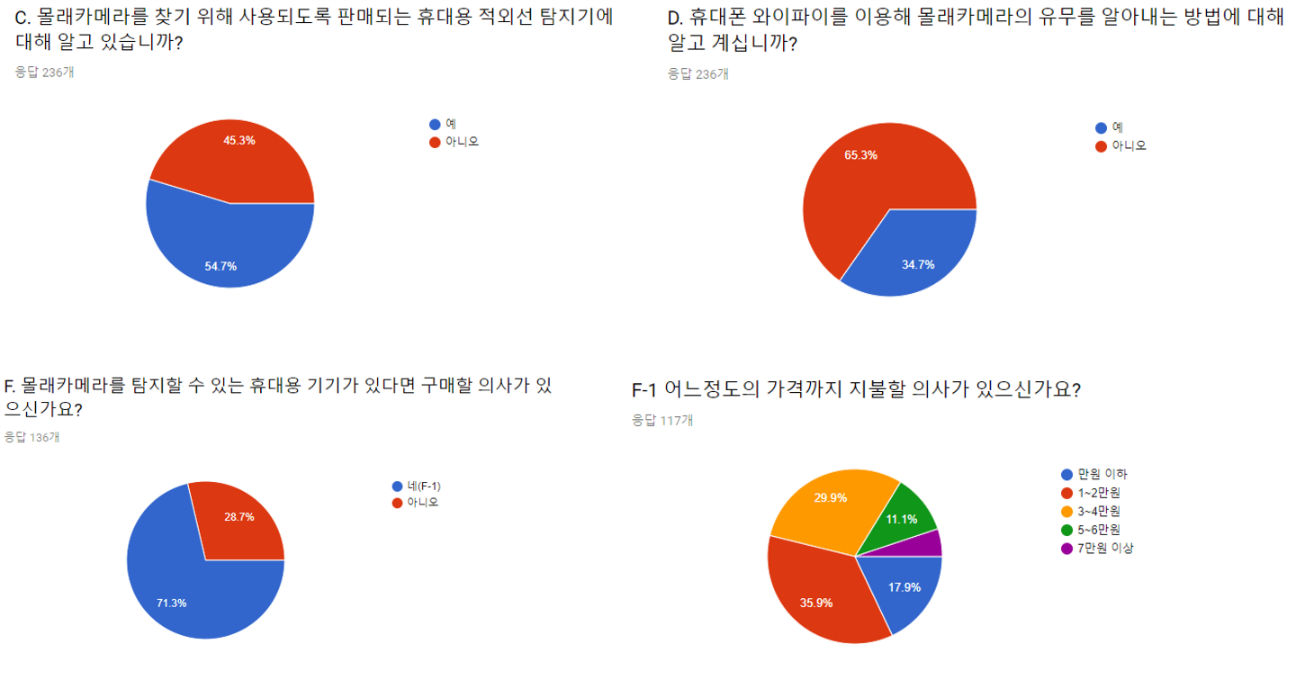 C. 몰래카메라를 찾기 위해 사용되도록 판매되는 휴대용 적외선 탐지기에
대해 알고 있습니까?
응답 236개
45.3%
54.7%
예
아니오
D. 휴대폰 와이파이를 이용해 몰래카메라의 유무를 알아내는 방법에 대해
알고 계십니까?
응답 236개
65.3%
34.7%
예
아니오
F. 몰래카메라를 탐지할 수 있는 휴대용 기기가 있다면 구매할 의사가 있
으신가요?
응답 136개
28.7%
71.3%
네(F-1)
아니오
F-1 어느정도의 가격까지 지불할 의사가 있으신가요?
응답 117개
29.9%
11.1%
17.9%
35.9%
만원 이하
1~2만원
3~4만원
5~6만원
7만원 이상